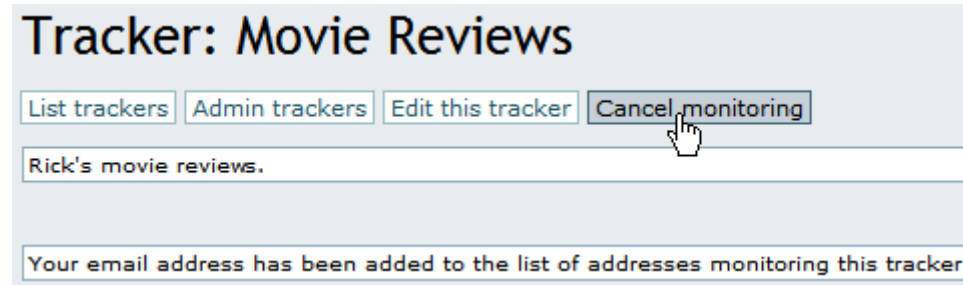 Tracker: Movie Reviews
List trackers Admin trackers Edit this tracker Cancel monitoring
Rick's movie reviews.
Your email address has been added to the list of addresses monitoring this tracker